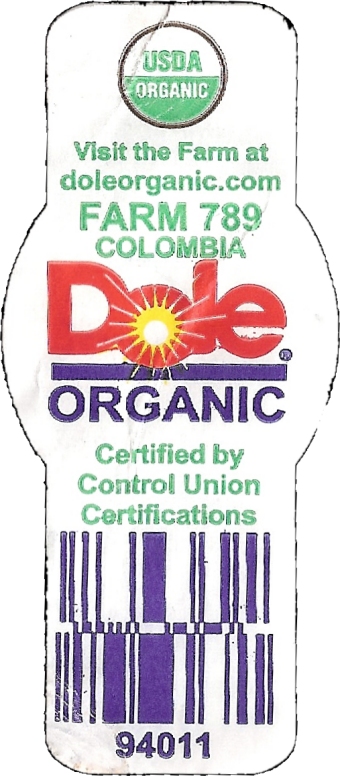 USDA
ORGANIC
Visit the Farm at
doleorganic.com
FARM 789
COLOMBIA
Dole®
ORGANIC
Certified by
Control Union
Certifications
94011